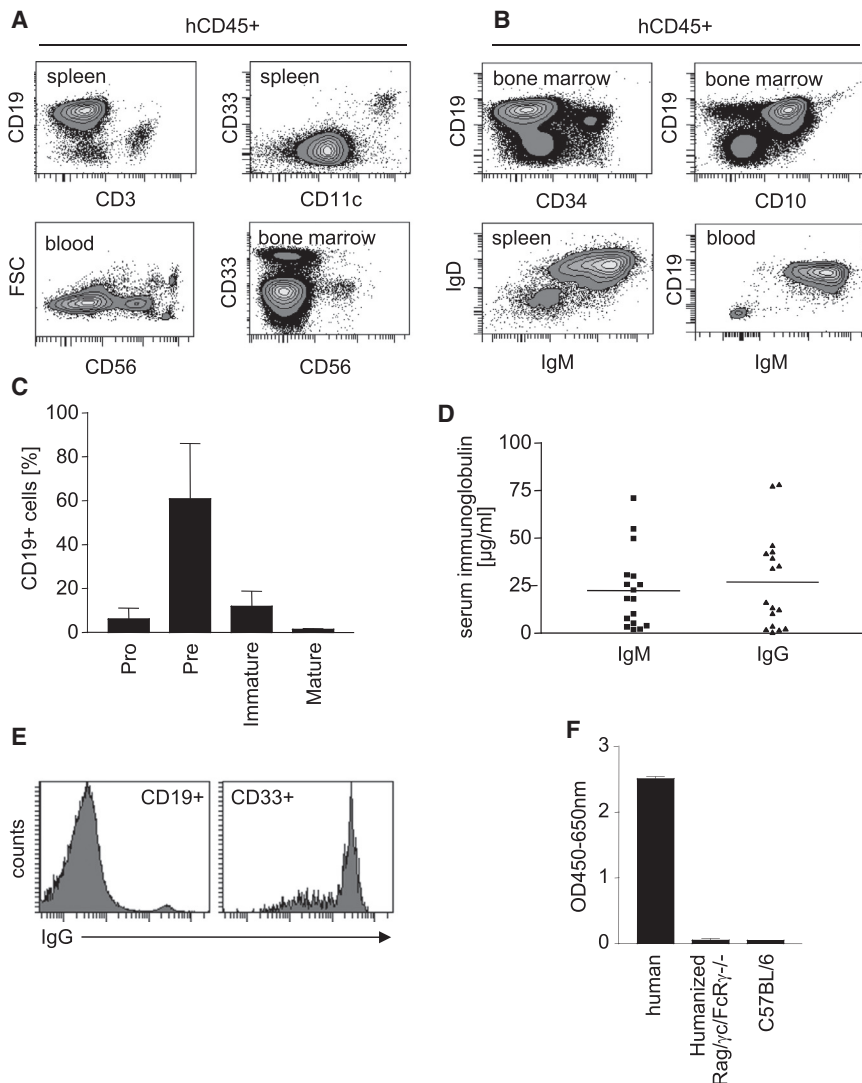 A
hCD45+
CD19
spleen
CD3
CD33
spleen
CD11c
FSC
blood
CD56
CD33
bone marrow
CD56
B
hCD45+
CD19
bone marrow
CD34
CD19
bone marrow
CD10
IgD
spleen
IgM
CD19
blood
IgM
C
CD19+ cells [%]
100
80
60
40
20
0
Pro
Pre
Immature
Mature
D
serum immunoglobulin
[µg/ml]
100
75
50
25
0
IgM
IgG
E
counts
CD19+
CD33+
IgG
F
OD450-650nm
3
2
1
0
human
Humanized
Rag/γc/FcRγ-/-
C57BL/6